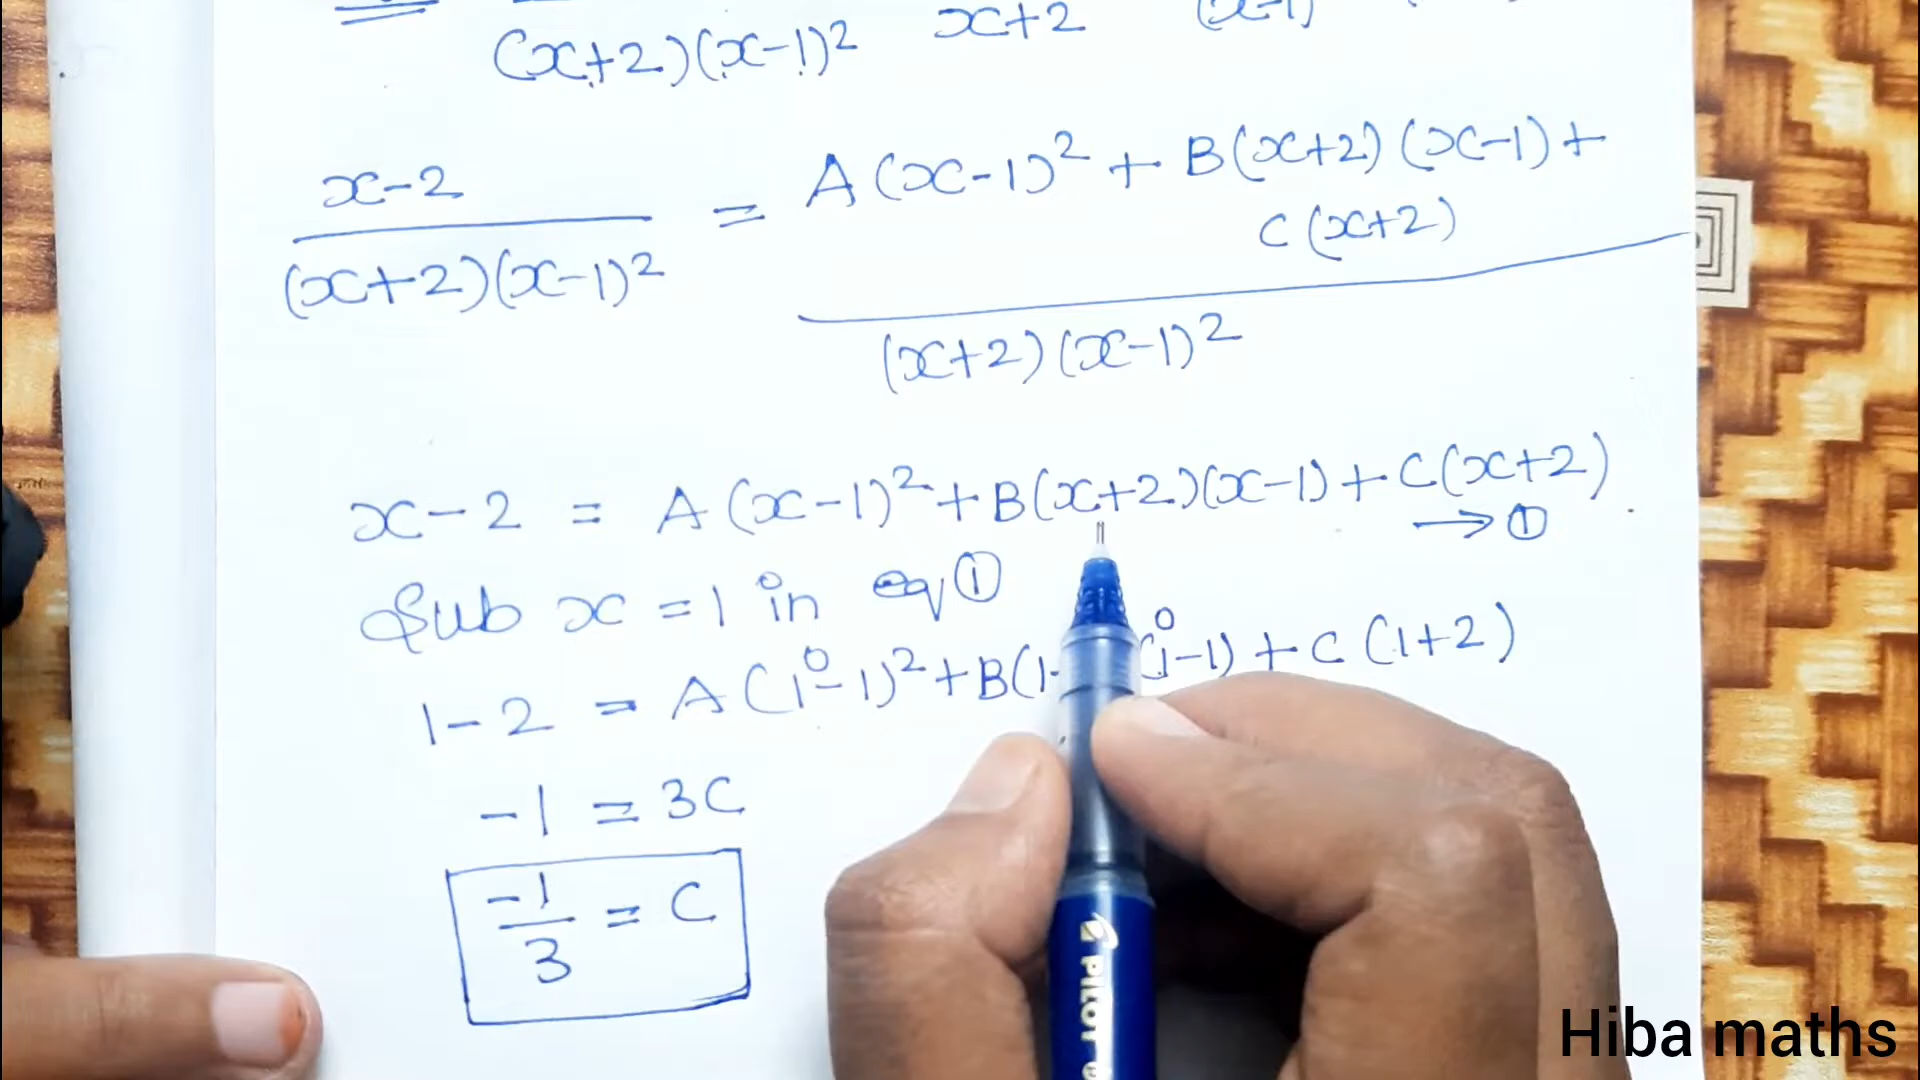 (x+2)(x-1)² x+2 (x-1)
x-2 = A(x-1)² + B(x+2)(x-1) +
C(x+2)
(x+2)(x-1)² (x+2)(x-1)²
x-2 = A(x-1)² + B(x+2)(x-1) + C(x+2)
→ ①
Sub x = 1 in eq ①
0 0
1-2 = A(1-1)² + B(1- (1-1) + C(1+2)
-1 = 3C
-1/3 = C
PILOT
Hiba maths